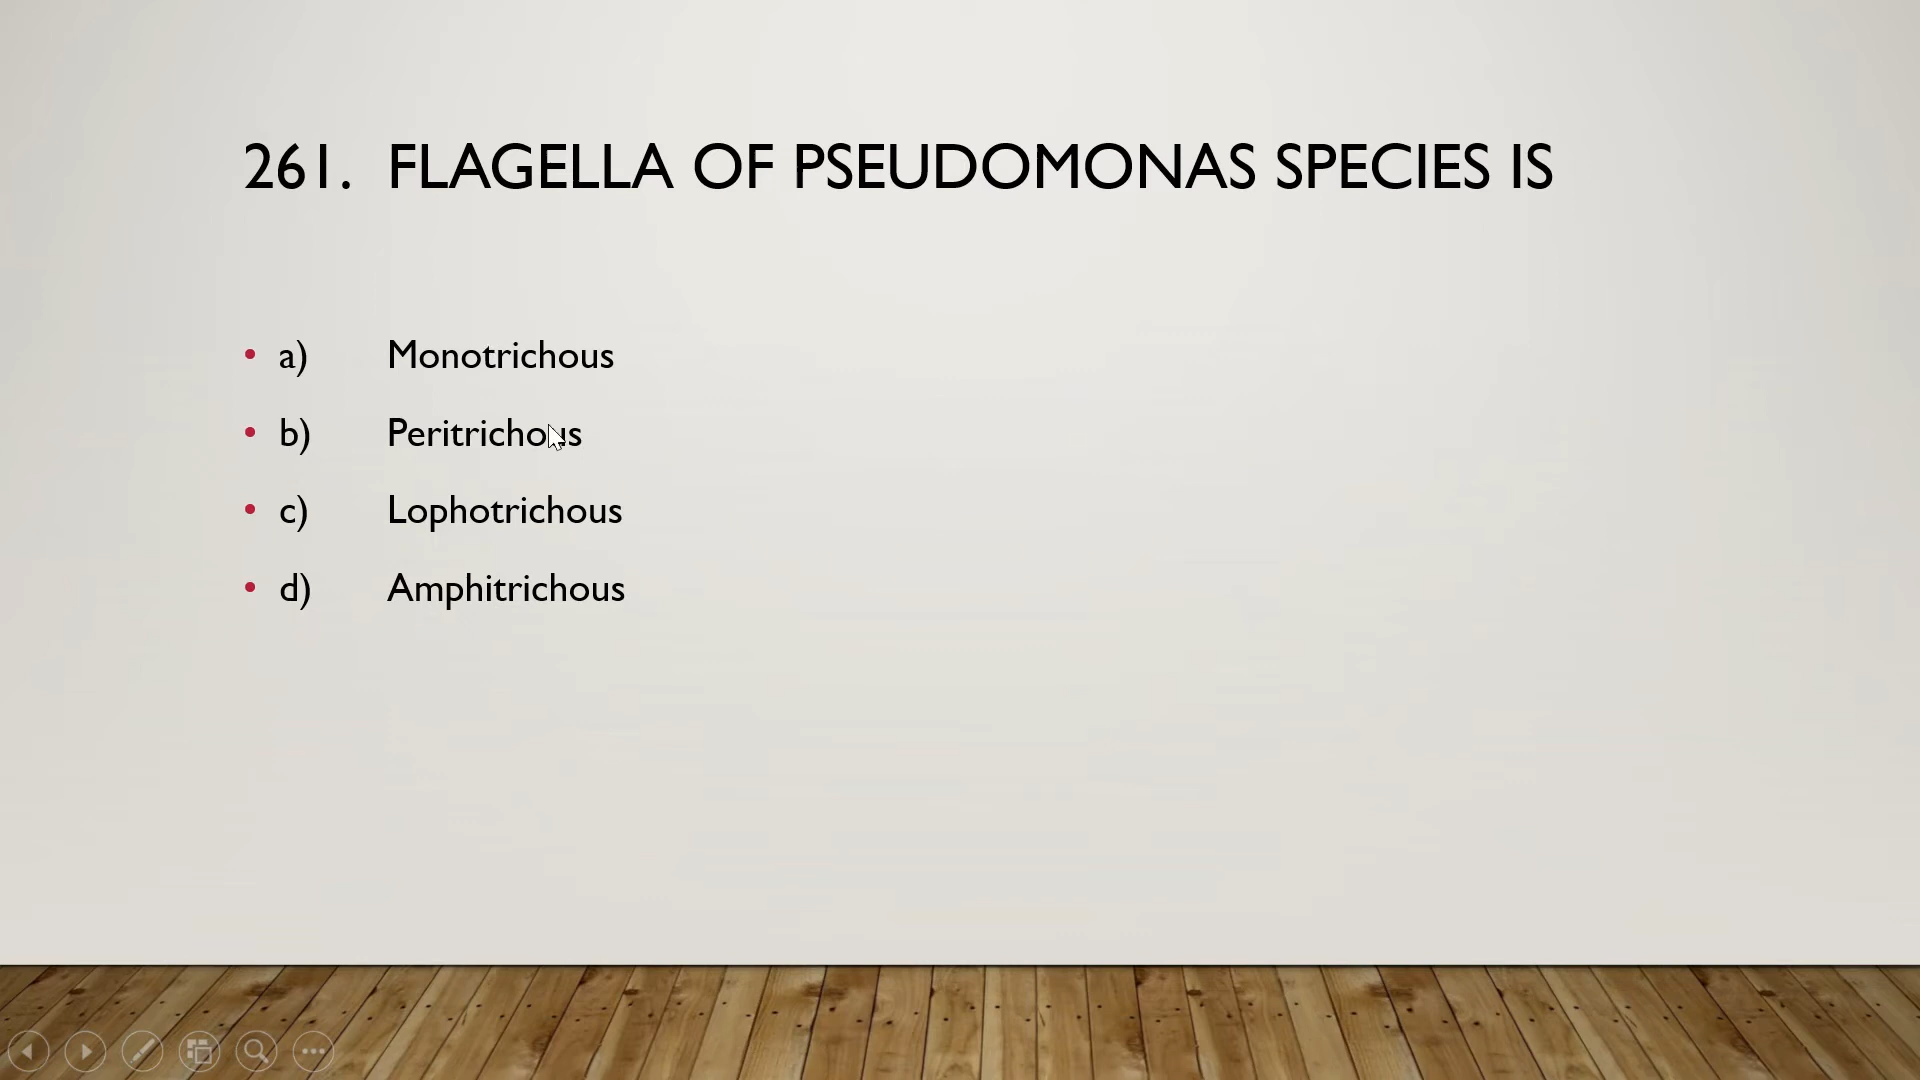 261. FLAGELLA OF PSEUDOMONAS SPECIES IS
• a) Monotrichous
• b) Peritrichous
• c) Lophotrichous
• d) Amphitrichous